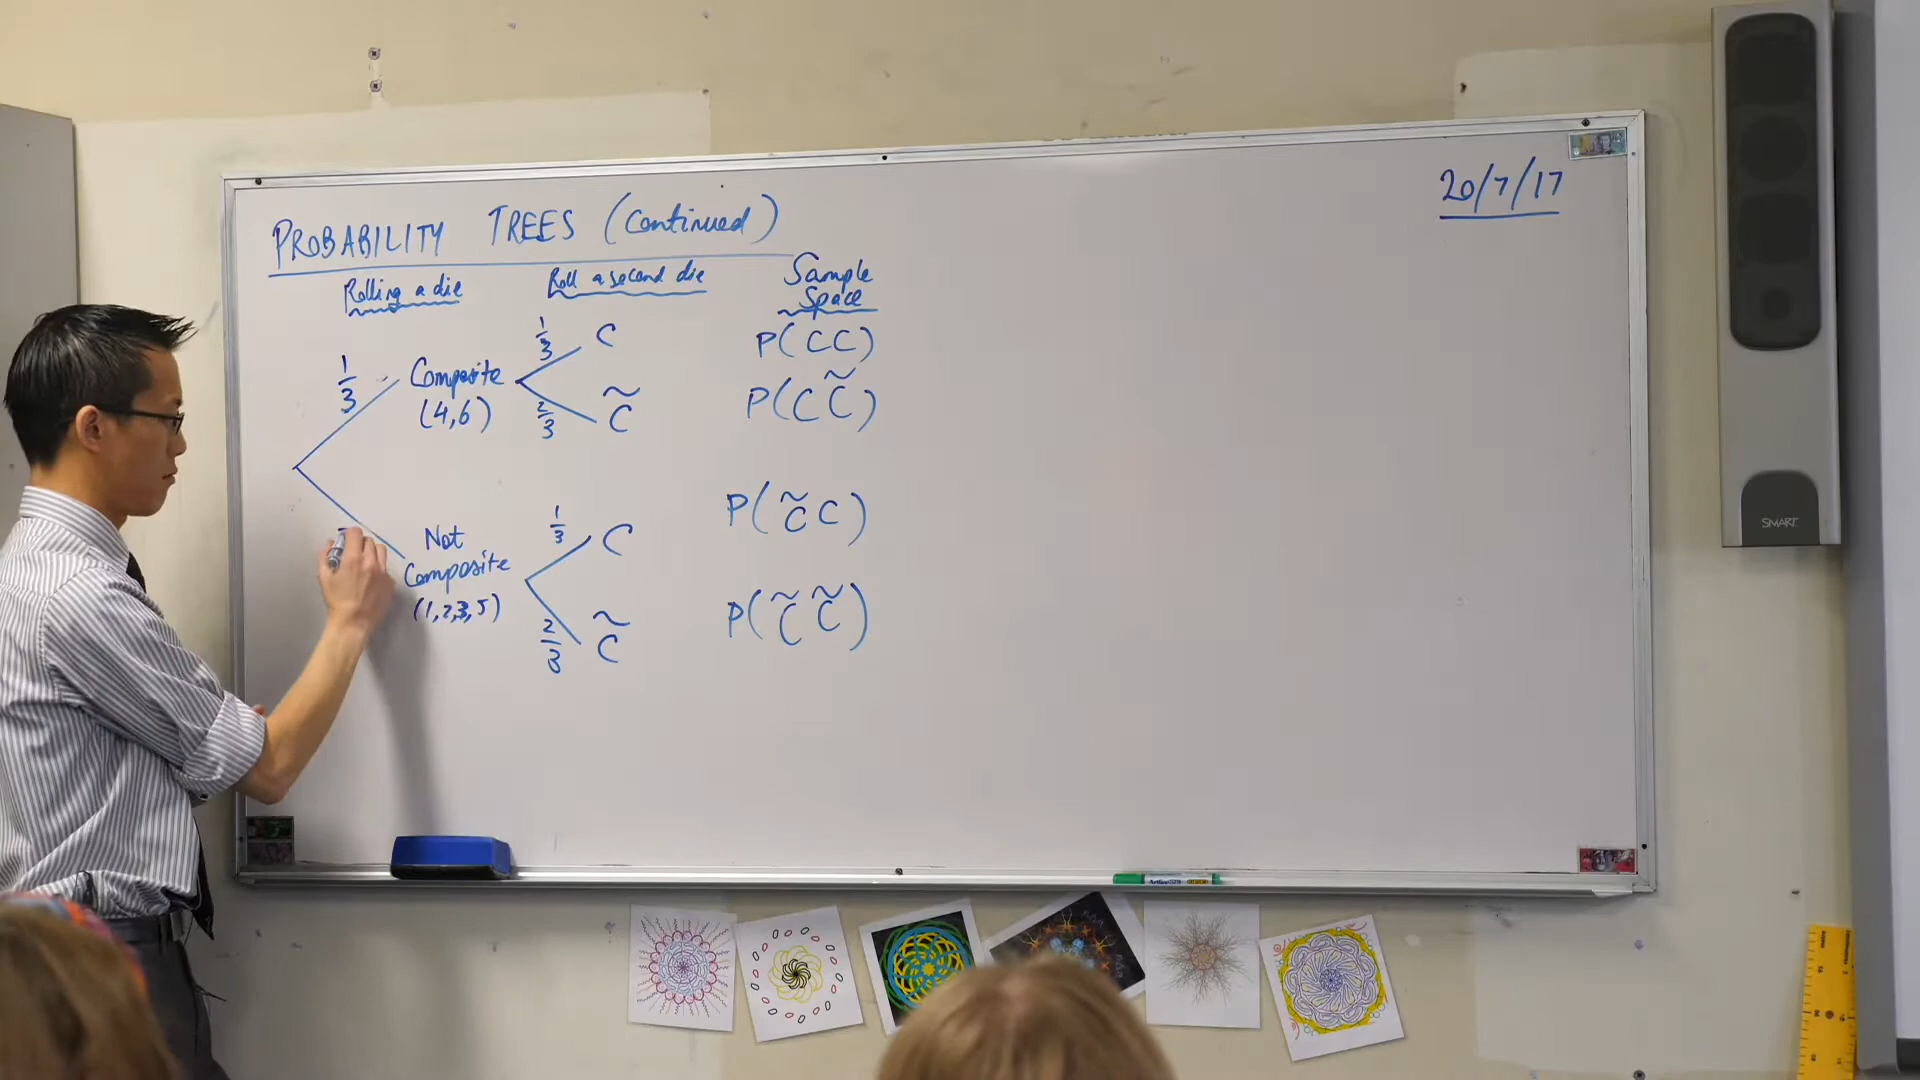 PROBABILITY TREES (Continued)
20/7/17
Rolling a die
Roll a second die
Sample
Space
1/3
Composite
(4,6)
1/3
C
2/3
C̃
P(CC)
P(CC̃)
Not
Composite
(1,2,3,5)
1/3
C
2/3
C̃
P(C̃C)
P(C̃C̃)
SMART